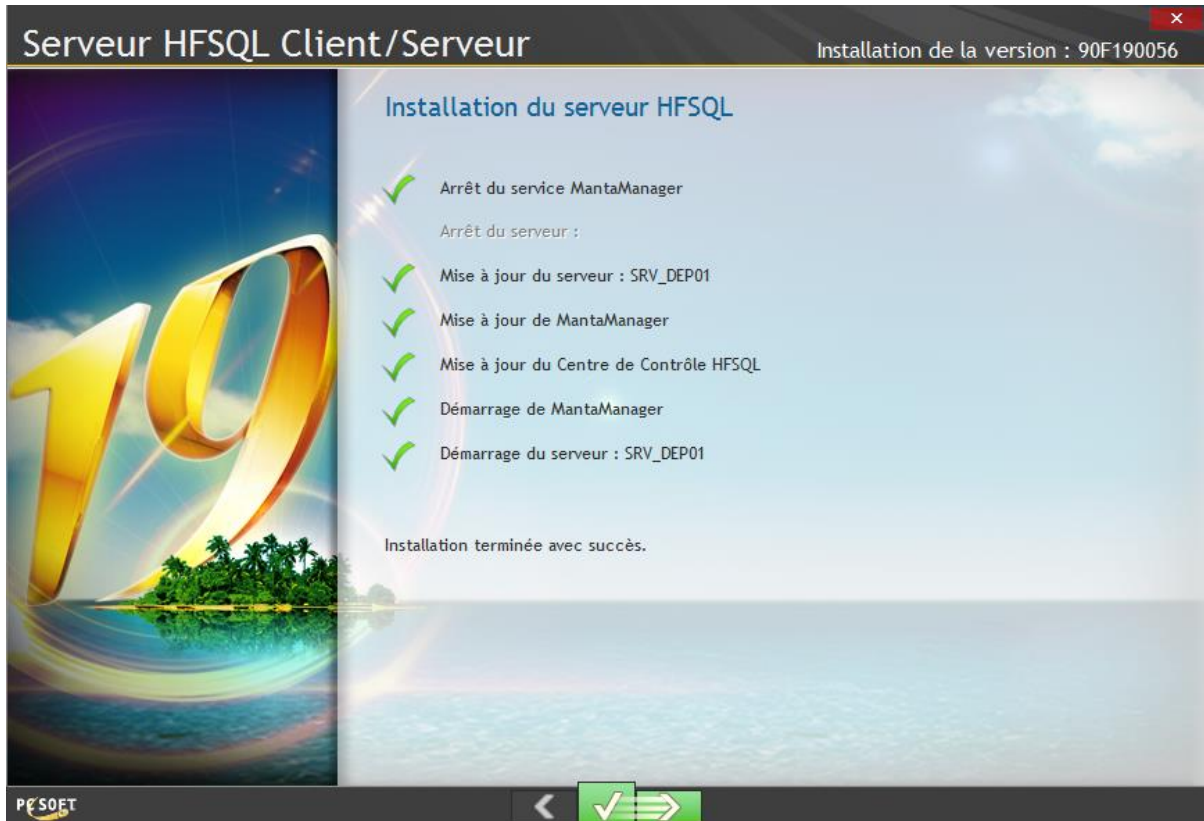 Serveur HFSQL Client/Serveur
Installation de la version : 90F190056
Installation du serveur HFSQL
Arrêt du service MantaManager
Arrêt du serveur :
Mise à jour du serveur : SRV_DEP01
Mise à jour de MantaManager
Mise à jour du Centre de Contrôle HFSQL
Démarrage de MantaManager
Démarrage du serveur : SRV_DEP01
Installation terminée avec succès.
19
PC SOFT